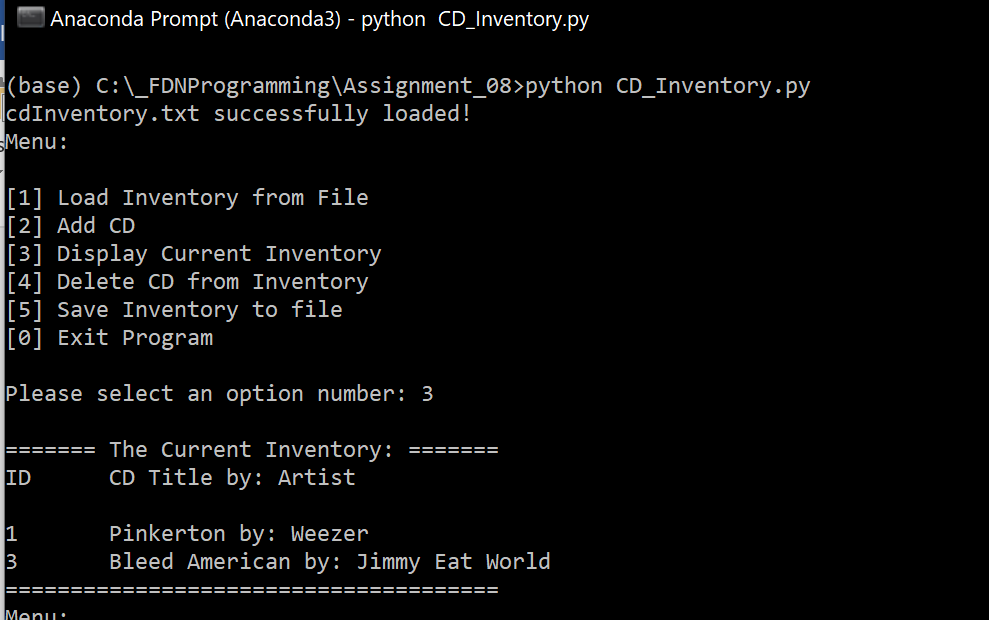 Anaconda Prompt (Anaconda3) - python  CD_Inventory.py
(base) C:\_FDNProgramming\Assignment_08>python CD_Inventory.py
cdInventory.txt successfully loaded!
Menu:
[1] Load Inventory from File
[2] Add CD
[3] Display Current Inventory
[4] Delete CD from Inventory
[5] Save Inventory to file
[0] Exit Program
Please select an option number: 3
======= The Current Inventory: =======
ID      CD Title by: Artist
1       Pinkerton by: Weezer
3       Bleed American by: Jimmy Eat World
======================================
Menu: